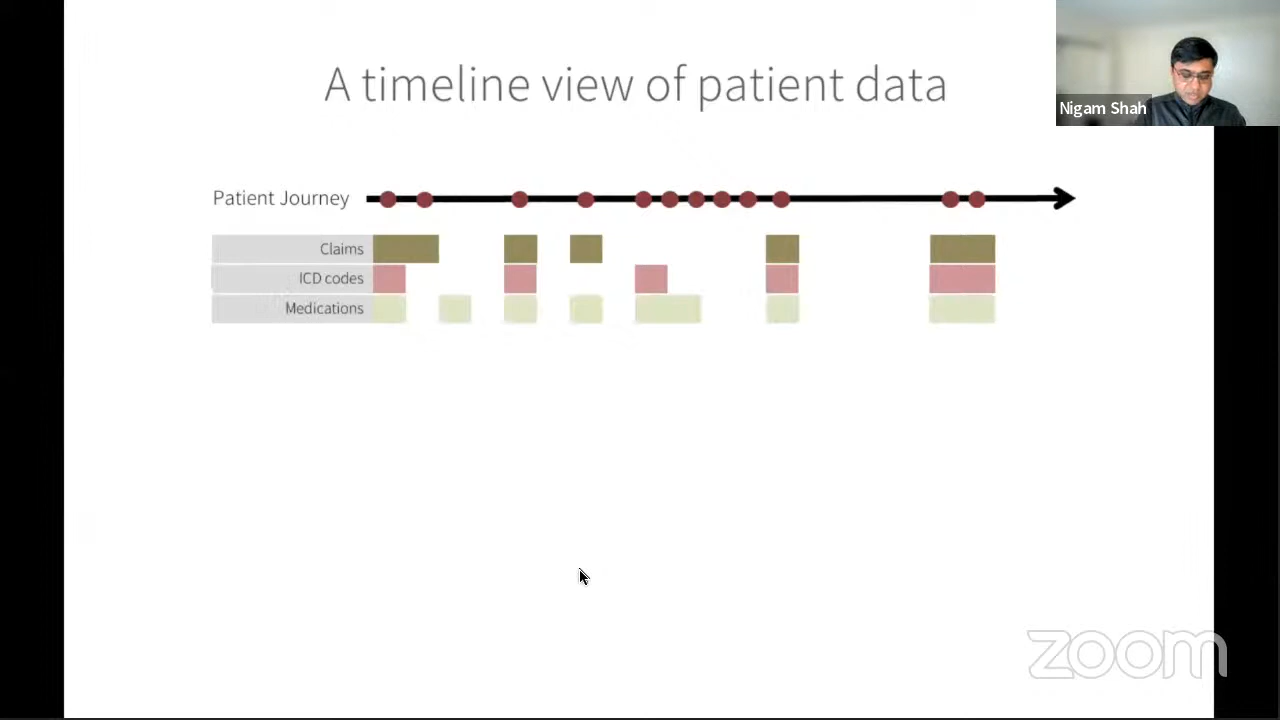 A timeline view of patient data
Nigam Shah
Patient Journey
Claims
ICD codes
Medications
zoom